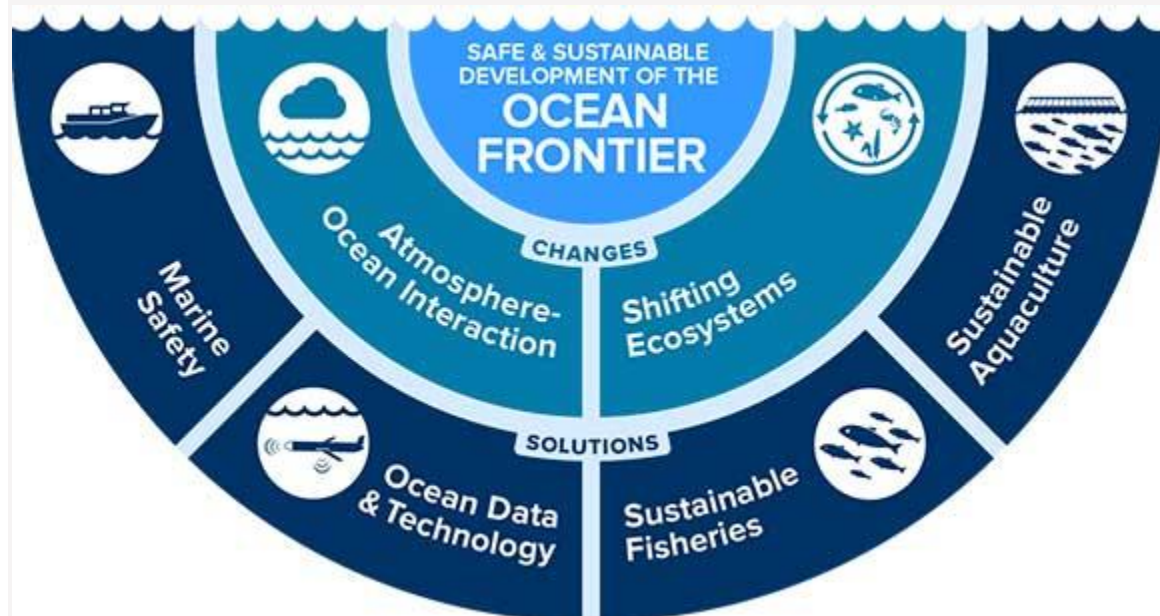 SAFE & SUSTAINABLE
DEVELOPMENT OF THE
OCEAN
FRONTIER
CHANGES
Atmosphere-
Ocean Interaction
Shifting
Ecosystems
SOLUTIONS
Marine
Safety
Ocean Data
& Technology
Sustainable
Fisheries
Sustainable
Aquaculture